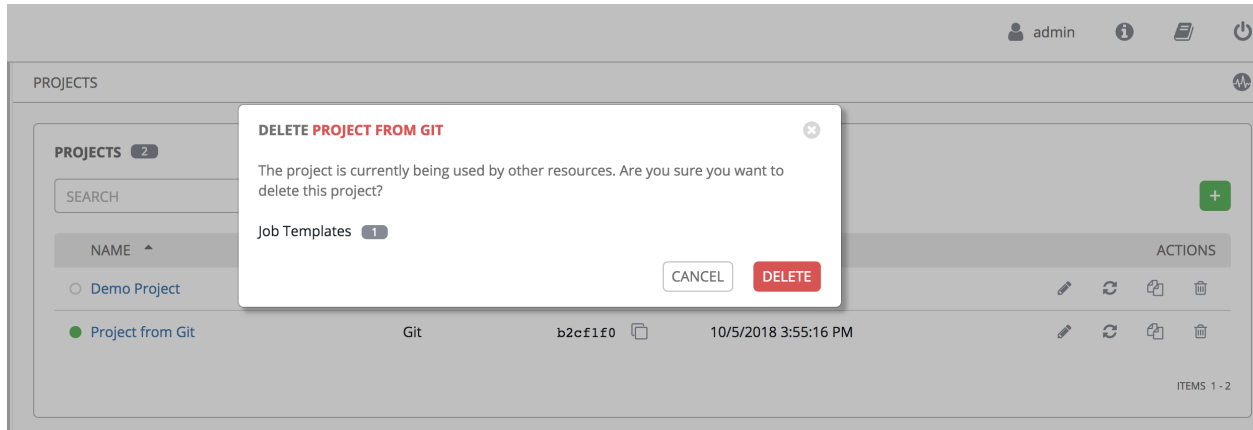 admin
PROJECTS
PROJECTS 2
SEARCH
NAME ACTIONS
Demo Project
Project from Git Git b2cf1f0 10/5/2018 3:55:16 PM
ITEMS 1 - 2
DELETE PROJECT FROM GIT
The project is currently being used by other resources. Are you sure you want to
delete this project?
Job Templates 1
CANCEL DELETE